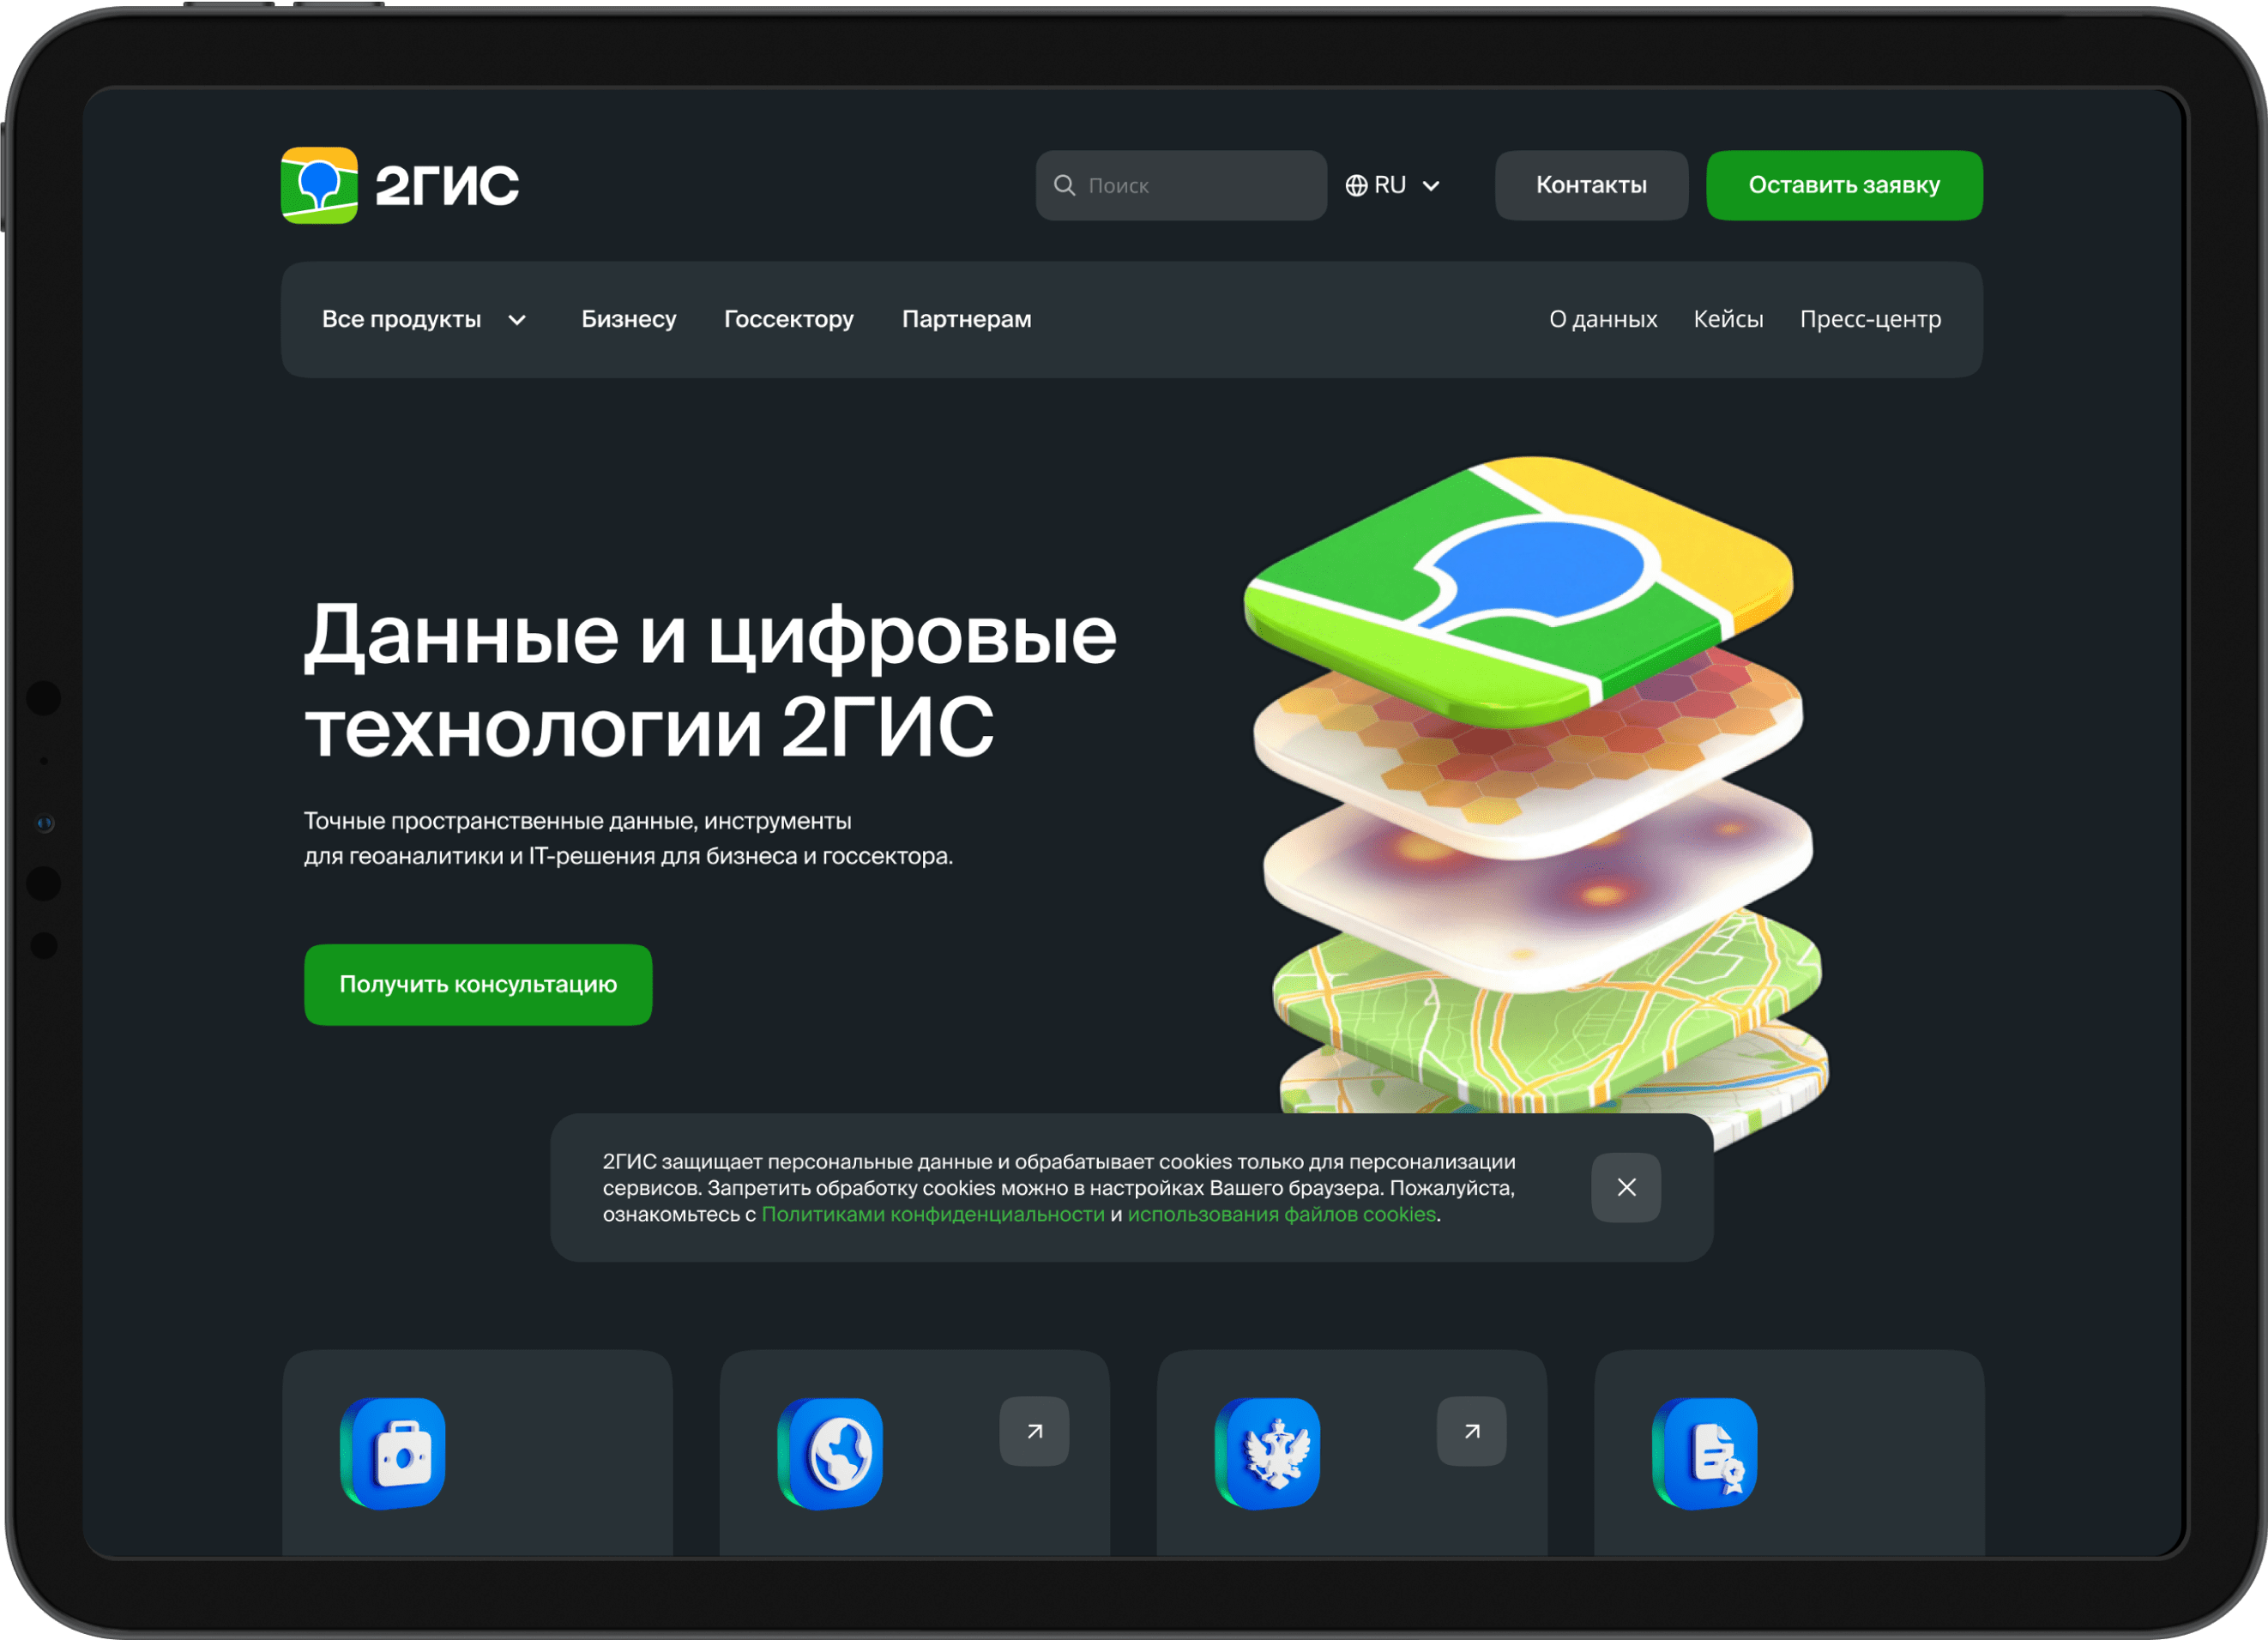 2ГИС
Поиск
RU
Контакты
Оставить заявку
Все продукты
Бизнесу
Госсектору
Партнерам
О данных
Кейсы
Пресс-центр
Данные и цифровые
технологии 2ГИС
Точные пространственные данные, инструменты
для геоаналитики и IT-решения для бизнеса и госсектора.
Получить консультацию
2ГИС защищает персональные данные и обрабатывает cookies только для персонализации
сервисов. Запретить обработку cookies можно в настройках Вашего браузера. Пожалуйста,
ознакомьтесь с Политиками конфиденциальности и использования файлов cookies.